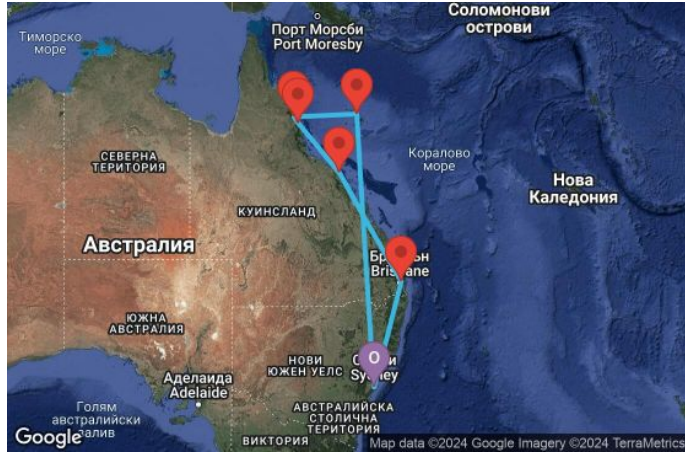 Соломонови
острови
Порт Морсби
Port Moresby
Тиморско
море
СЕВЕРНА
ТЕРИТОРИЯ
Коралово
море
Нова
Каледония
КУИНСЛАНД
Австралия
Brisbane
ЮЖНА
АВСТРАЛИЯ
НОВИ
ЮЖЕН УЕЛС
O
Sydney
Аделаида
Adelaide
АВСТРАЛИЙСКА
СТОЛИЧНА
ТЕРИТОРИЯ
Голям
австралийски
залив
ВИКТОРИЯ
Google
Map data ©2024 Google Imagery ©2024 TerraMetrics